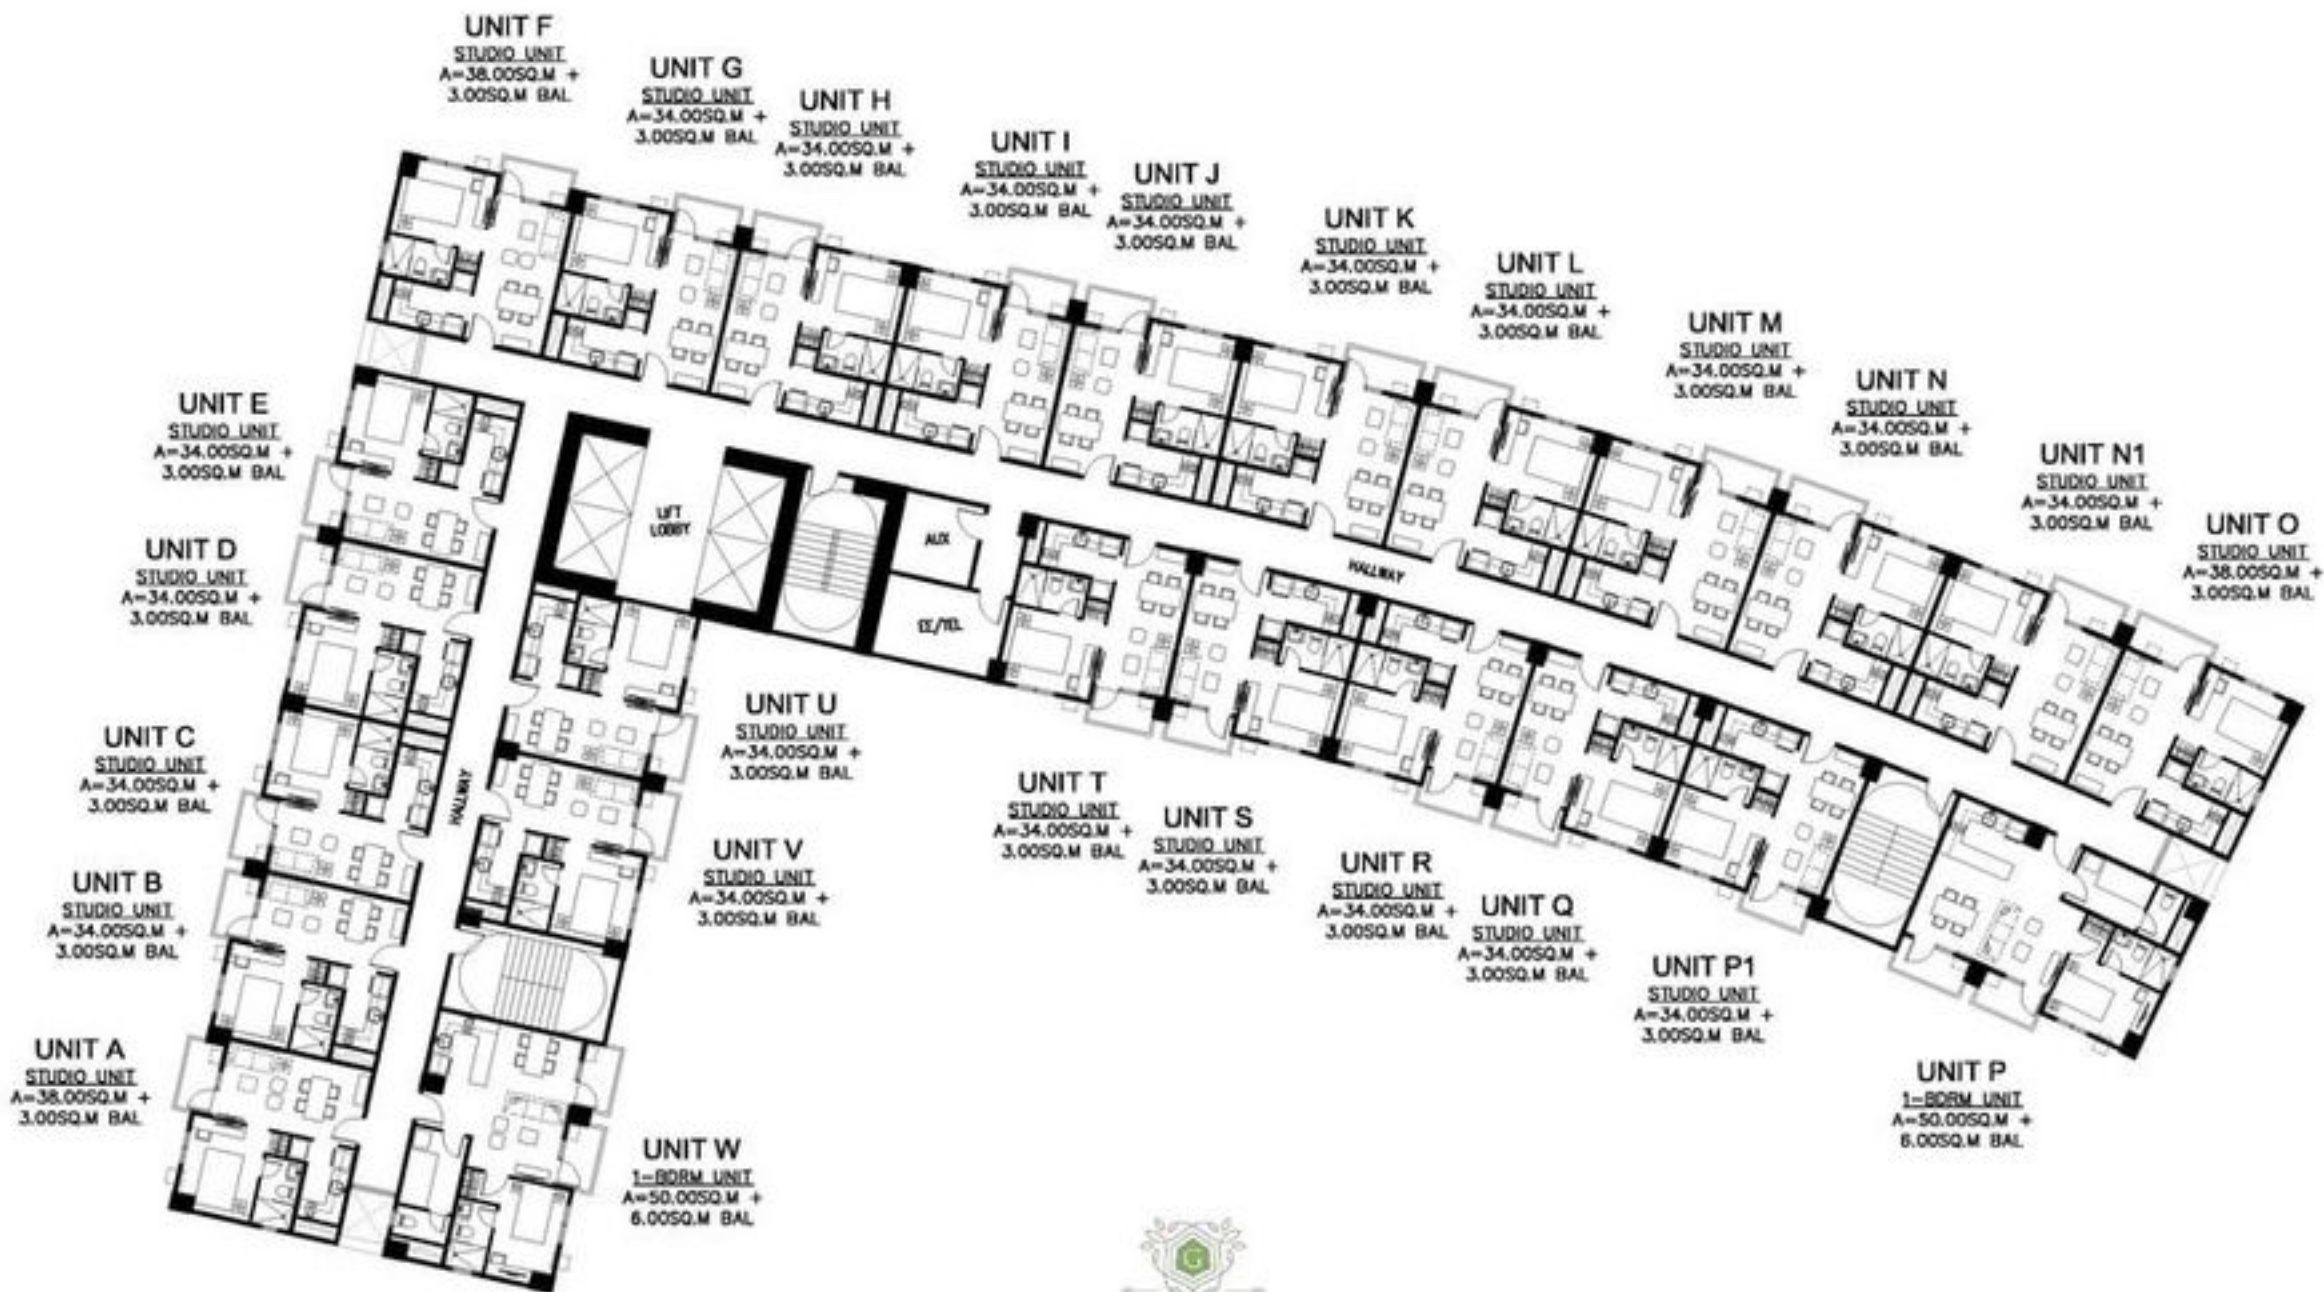 UNIT F
STUDIO UNIT
A=38.00SQ.M +
3.00SQ.M BAL
UNIT G
STUDIO UNIT
A=34.00SQ.M +
3.00SQ.M BAL
UNIT H
STUDIO UNIT
A=34.00SQ.M +
3.00SQ.M BAL
UNIT I
STUDIO UNIT
A=34.00SQ.M +
3.00SQ.M BAL
UNIT J
STUDIO UNIT
A=34.00SQ.M +
3.00SQ.M BAL
UNIT K
STUDIO UNIT
A=34.00SQ.M +
3.00SQ.M BAL
UNIT L
STUDIO UNIT
A=34.00SQ.M +
3.00SQ.M BAL
UNIT M
STUDIO UNIT
A=34.00SQ.M +
3.00SQ.M BAL
UNIT N
STUDIO UNIT
A=34.00SQ.M +
3.00SQ.M BAL
UNIT N1
STUDIO UNIT
A=34.00SQ.M +
3.00SQ.M BAL
UNIT O
STUDIO UNIT
A=38.00SQ.M +
3.00SQ.M BAL
UNIT E
STUDIO UNIT
A=34.00SQ.M +
3.00SQ.M BAL
LIFT
LOBBY
AUX
EE/TEL
HALLWAY
UNIT D
STUDIO UNIT
A=34.00SQ.M +
3.00SQ.M BAL
UNIT C
STUDIO UNIT
A=34.00SQ.M +
3.00SQ.M BAL
HALLWAY
UNIT U
STUDIO UNIT
A=34.00SQ.M +
3.00SQ.M BAL
UNIT T
STUDIO UNIT
A=34.00SQ.M +
3.00SQ.M BAL
UNIT S
STUDIO UNIT
A=34.00SQ.M +
3.00SQ.M BAL
UNIT R
STUDIO UNIT
A=34.00SQ.M +
3.00SQ.M BAL
UNIT Q
STUDIO UNIT
A=34.00SQ.M +
3.00SQ.M BAL
UNIT P1
STUDIO UNIT
A=34.00SQ.M +
3.00SQ.M BAL
UNIT P
1-BDRM UNIT
A=50.00SQ.M +
6.00SQ.M BAL
UNIT B
STUDIO UNIT
A=34.00SQ.M +
3.00SQ.M BAL
UNIT V
STUDIO UNIT
A=34.00SQ.M +
3.00SQ.M BAL
UNIT A
STUDIO UNIT
A=38.00SQ.M +
3.00SQ.M BAL
UNIT W
1-BDRM UNIT
A=50.00SQ.M +
6.00SQ.M BAL
G